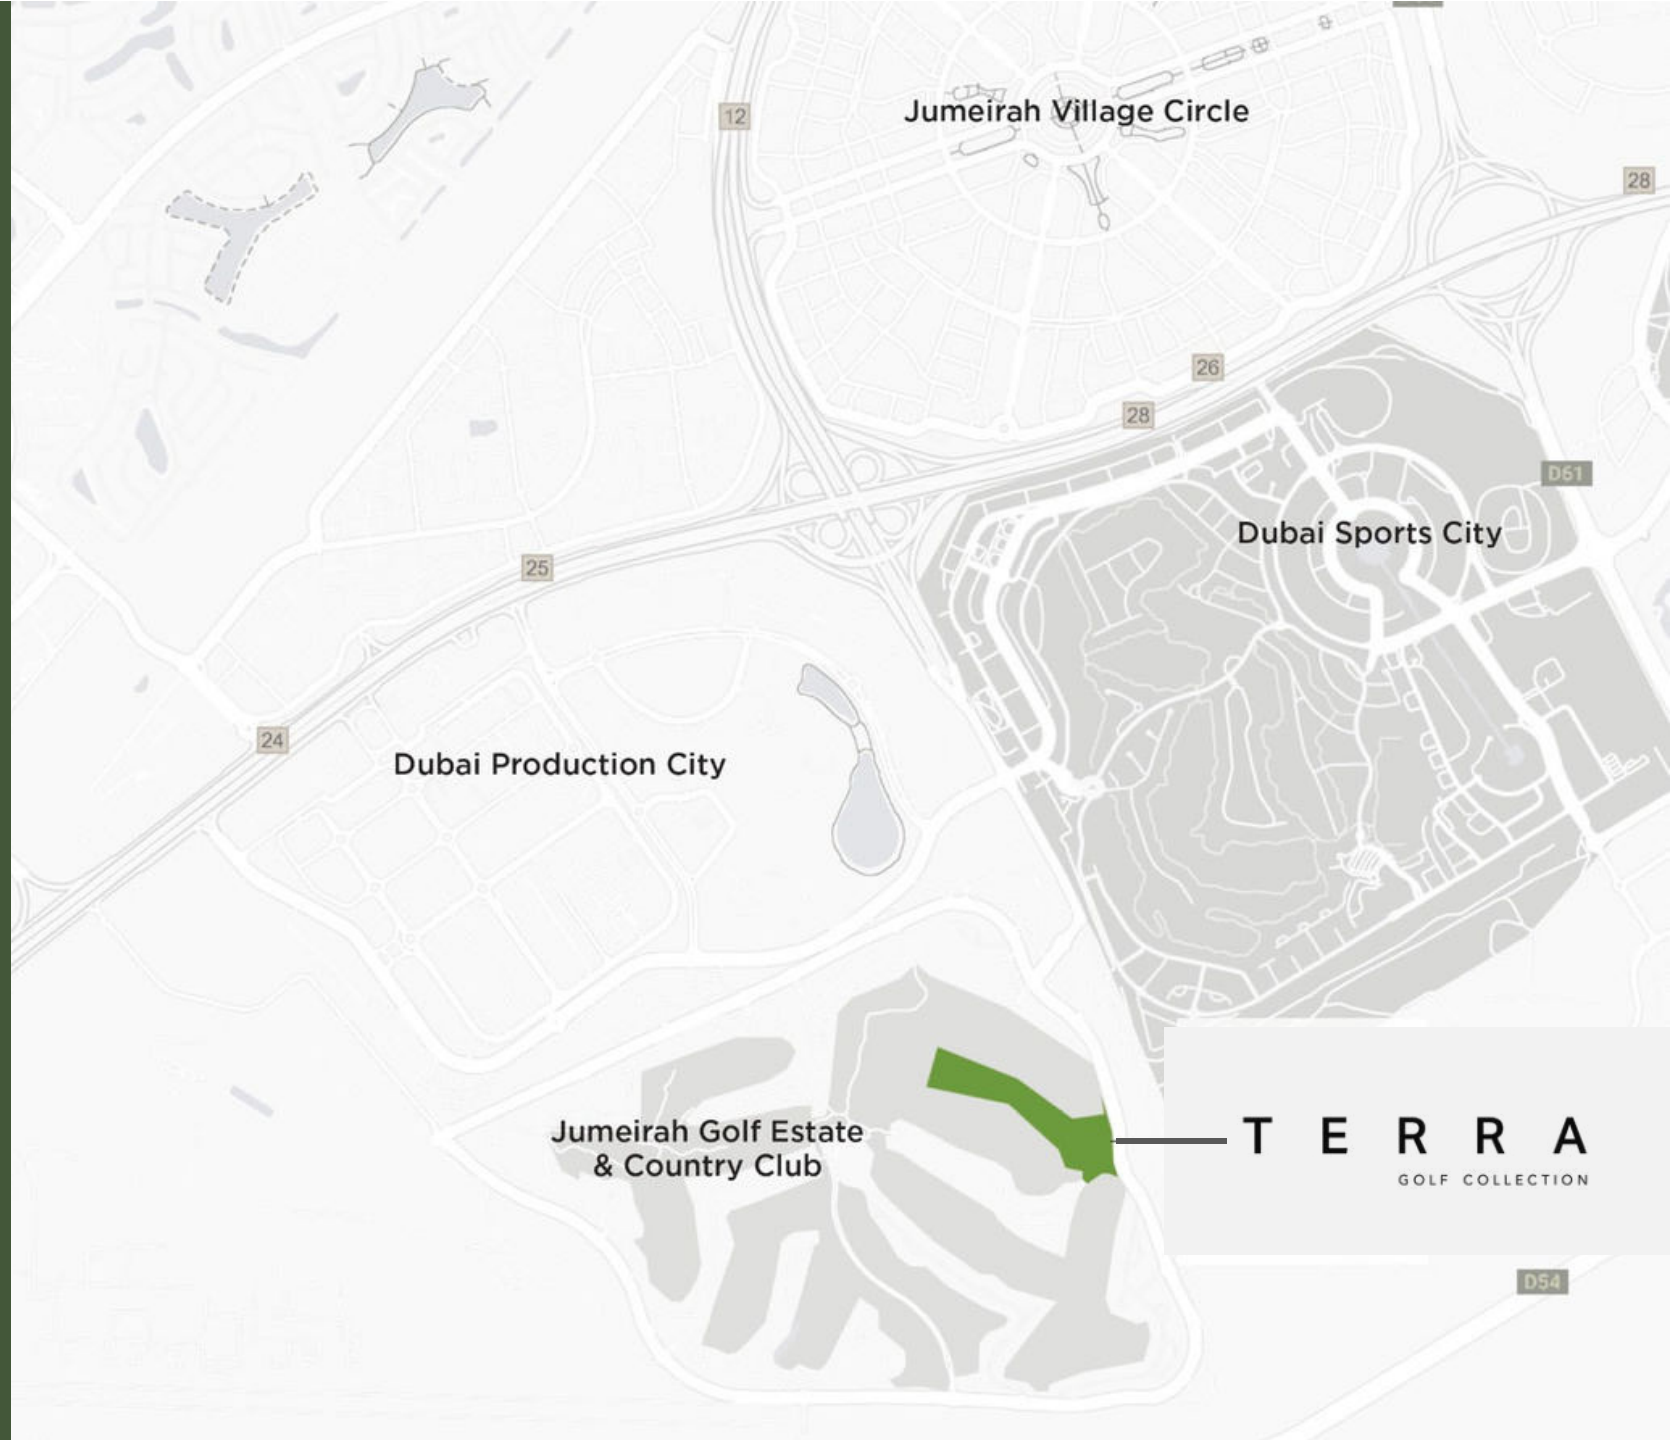 12
Jumeirah Village Circle
28
26
28
D61
Dubai Sports City
25
24
Dubai Production City
Jumeirah Golf Estate
& Country Club
TERRA
GOLF COLLECTION
D54